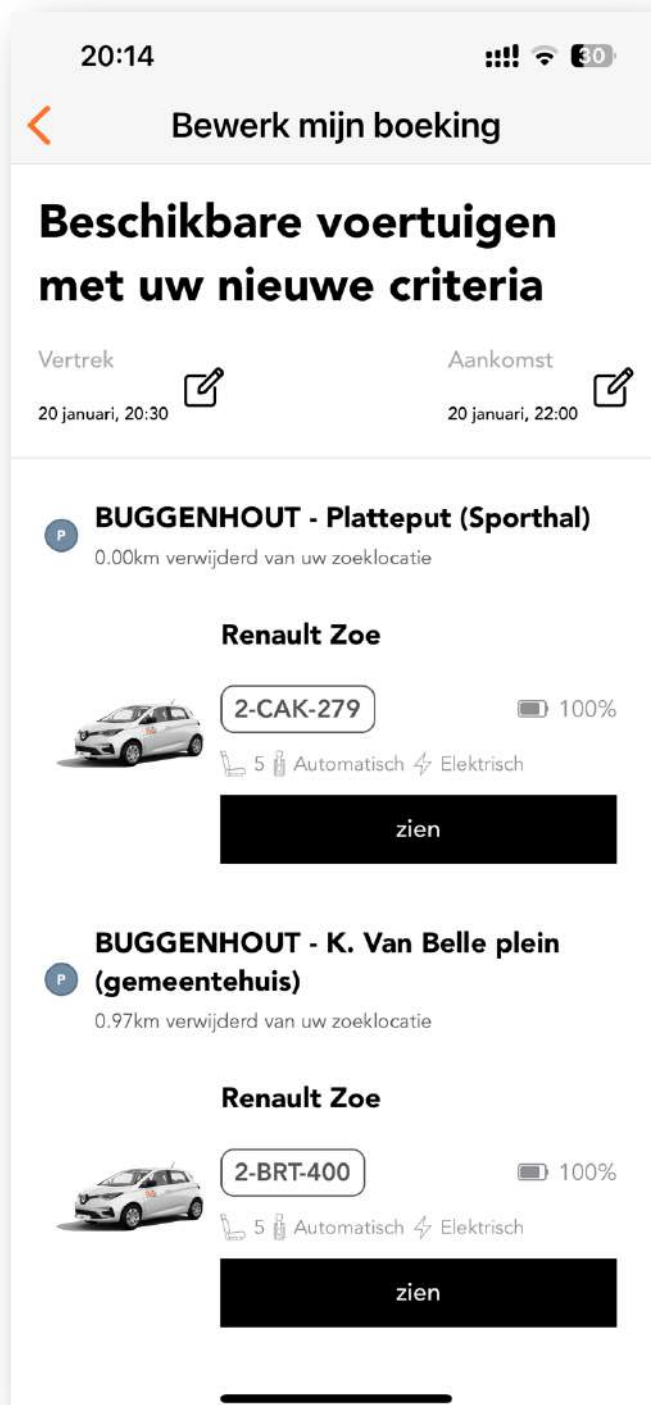 20:14
30
Bewerk mijn boeking
Beschikbare voertuigen
met uw nieuwe criteria
Vertrek
Aankomst
20 januari, 20:30
20 januari, 22:00
P
BUGGENHOUT - Platteput (Sporthal)
0.00km verwijderd van uw zoeklocatie
Renault Zoe
2-CAK-279
100%
5 Automatisch Elektrisch
zien
BUGGENHOUT - K. Van Belle plein
P
(gemeentehuis)
0.97km verwijderd van uw zoeklocatie
Renault Zoe
2-BRT-400
100%
5 Automatisch Elektrisch
zien